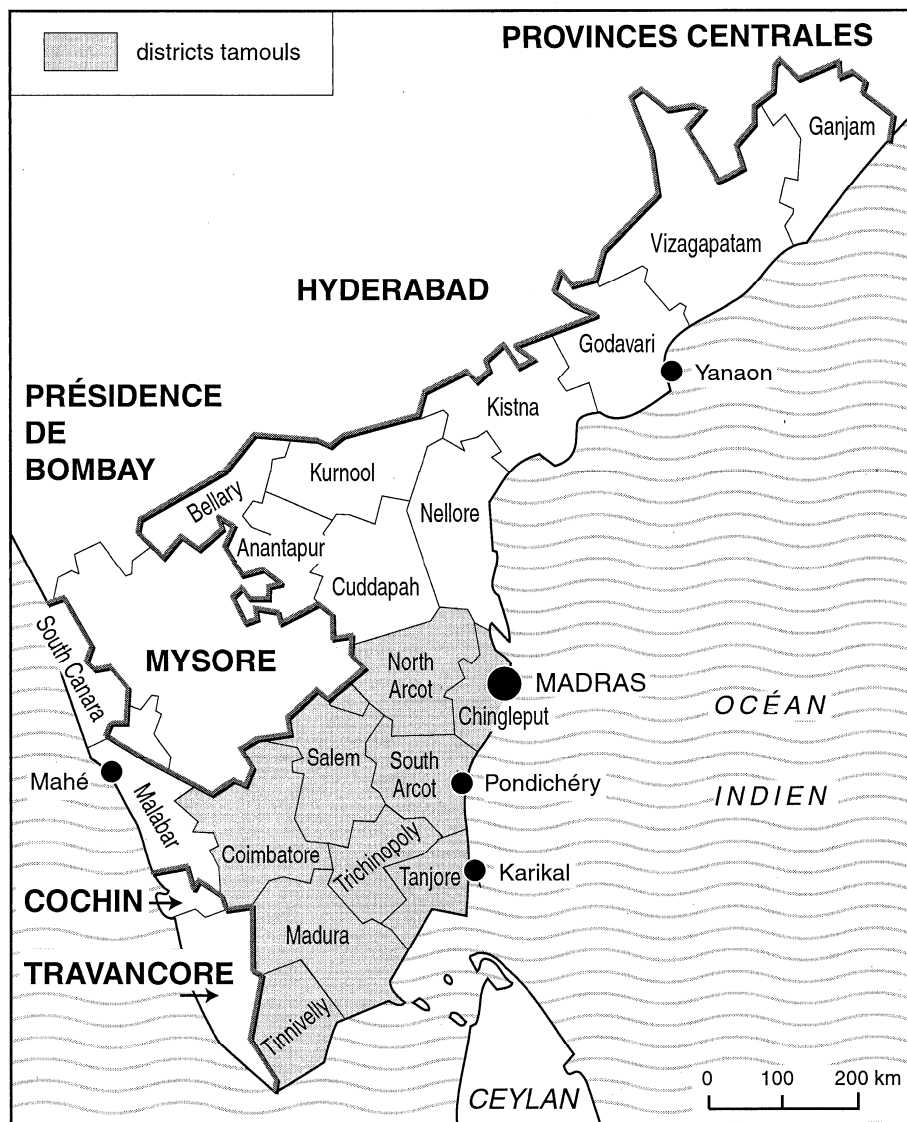 districts tamouls
PROVINCES CENTRALES
Ganjam
Vizagapatam
HYDERABAD
Godavari
Yanaon
PRÉSIDENCE
DE
BOMBAY
Kistna
Kurnool
Bellary
Nellore
Anantapur
Cuddapah
South Canara
MYSORE
North
Arcot
MADRAS
Chingleput
OCÉAN
INDIEN
Salem
South
Arcot
Mahé
Pondichéry
Malabar
Coimbatore
Trichinopoly
Tanjore
Karikal
COCHIN
Madura
TRAVANCORE
Tinnivelly
CEYLAN
0 100 200 km